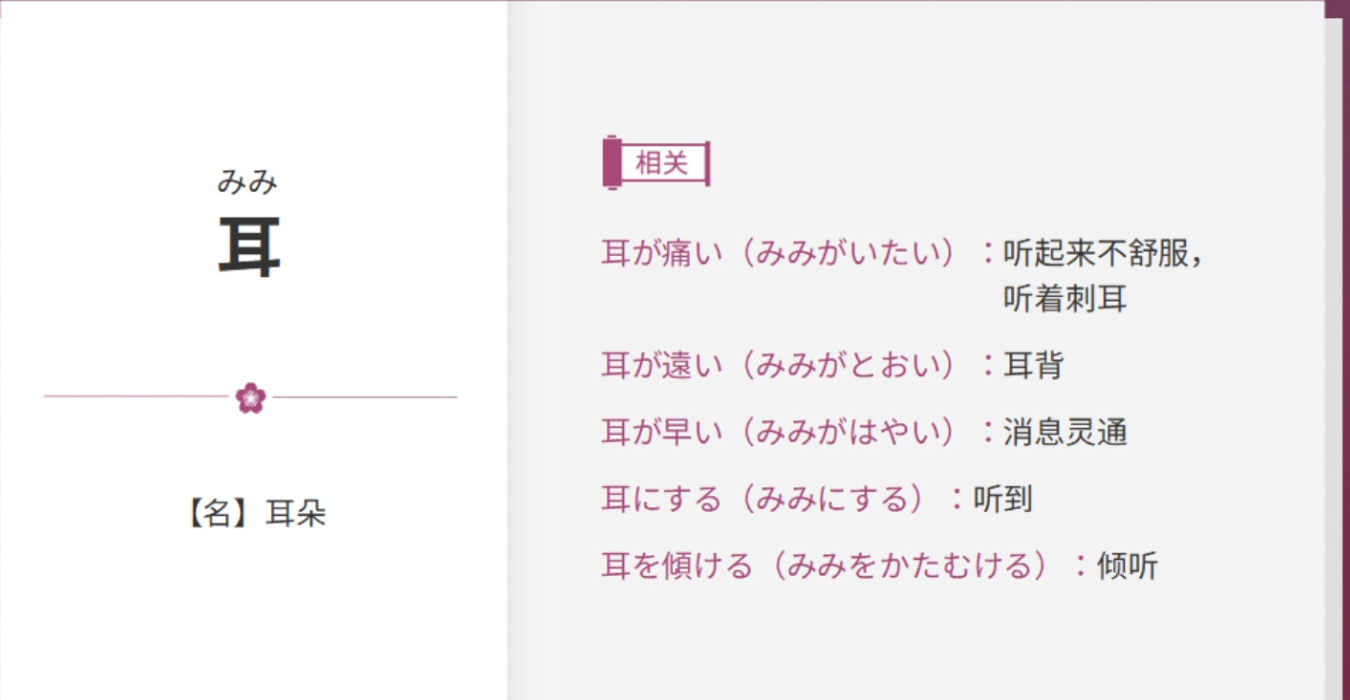 みみ
耳
【名】耳朵
相关
耳が痛い（みみがいたい）：听起来不舒服，
听着刺耳
耳が遠い（みみがとおい）：耳背
耳が早い（みみがはやい）：消息灵通
耳にする（みみにする）：听到
耳を傾ける（みみをかたむける）：倾听